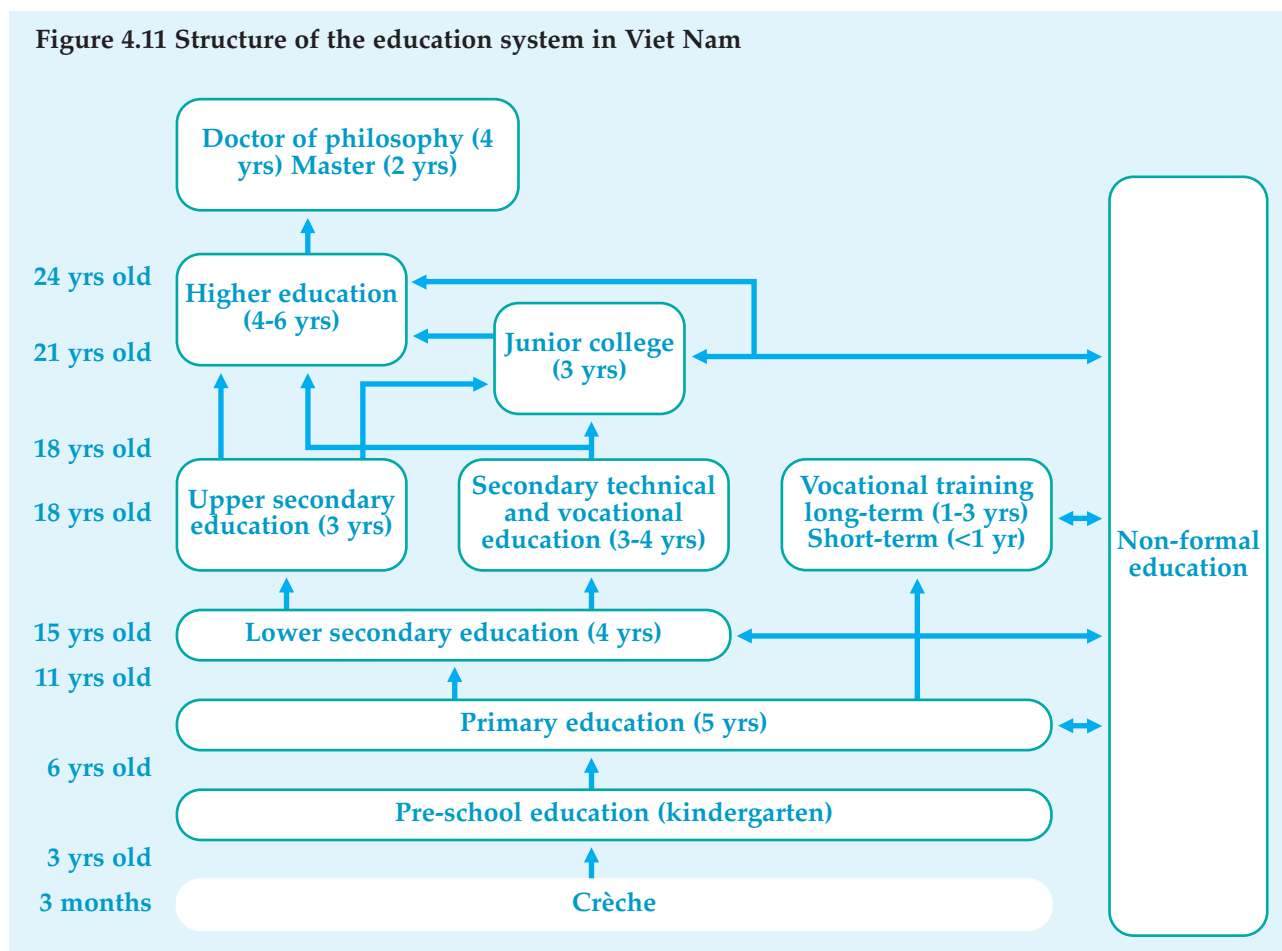 Figure 4.11 Structure of the education system in Viet Nam
Doctor of philosophy (4
yrs) Master (2 yrs)
24 yrs old
Higher education
(4-6 yrs)
21 yrs old
Junior college
(3 yrs)
18 yrs old
18 yrs old
Upper secondary
education (3 yrs)
Secondary technical
and vocational
education (3-4 yrs)
Vocational training
long-term (1-3 yrs)
Short-term (<1 yr)
Non-formal
education
15 yrs old
Lower secondary education (4 yrs)
11 yrs old
Primary education (5 yrs)
6 yrs old
Pre-school education (kindergarten)
3 yrs old
3 months
Crèche